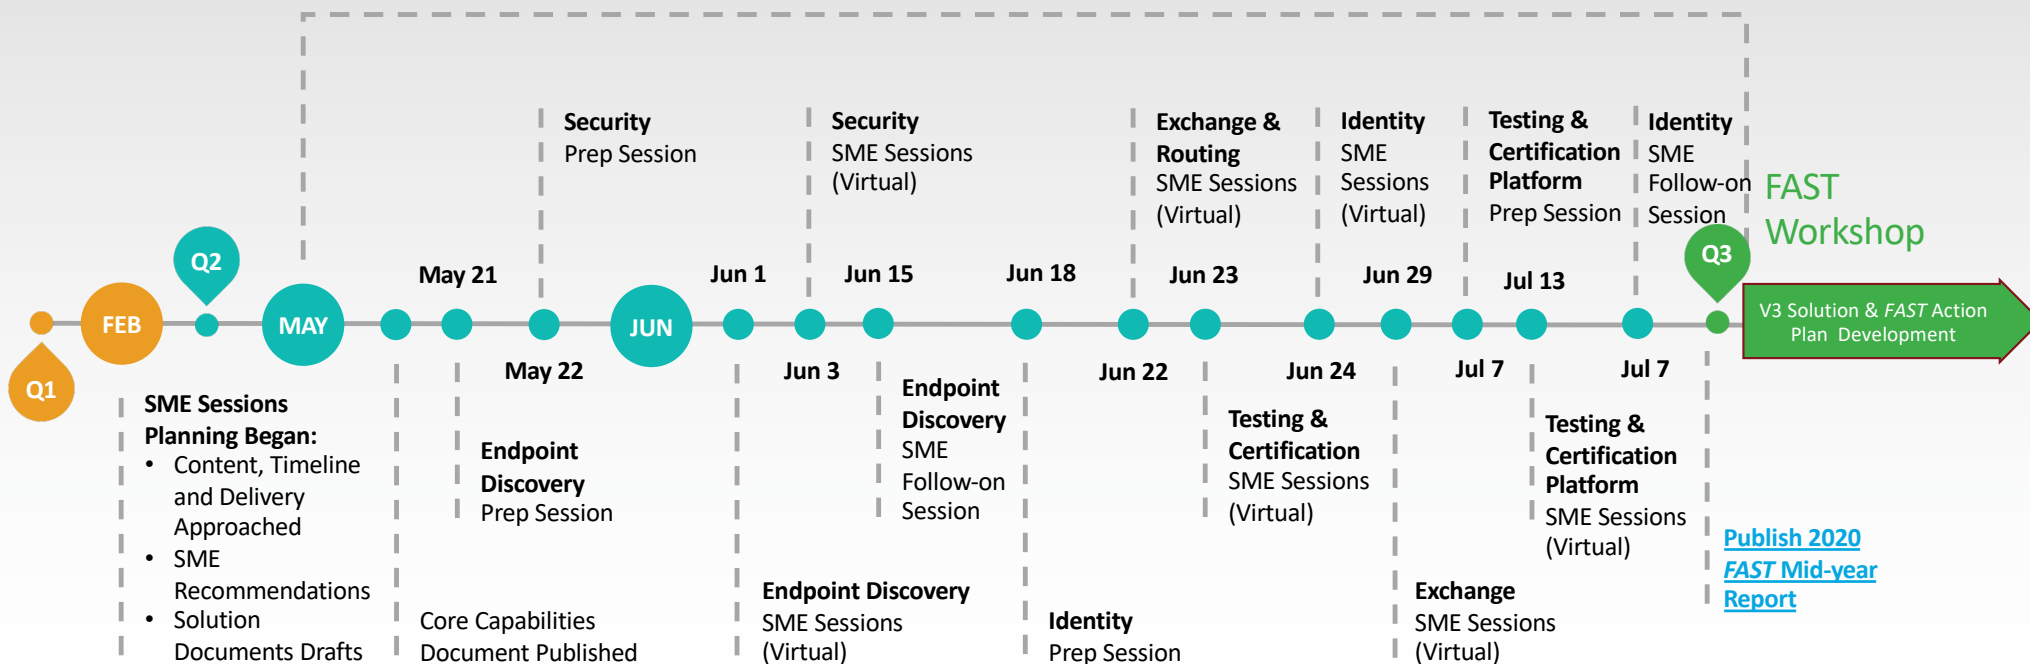 Security
Prep Session
Security
SME Sessions
(Virtual)
Exchange &
Routing
SME Sessions
(Virtual)
Identity
SME
Sessions
(Virtual)
Testing &
Certification
Platform
Prep Session
Identity
SME
Follow-on
Session
FAST
Workshop
Q2
May 21
Jun 1
Jun 15
Jun 18
Jun 23
Jun 29
Jul 13
Q3
FEB
MAY
JUN
V3 Solution & FAST Action
Plan Development
Q1
May 22
Jun 3
Jun 22
Jun 24
Jul 7
Jul 7
SME Sessions
Planning Began:
• Content, Timeline
and Delivery
Approached
• SME
Recommendations
• Solution
Documents Drafts
Core Capabilities
Document Published
Endpoint
Discovery
Prep Session
Endpoint Discovery
SME Sessions
(Virtual)
Endpoint
Discovery
SME
Follow-on
Session
Identity
Prep Session
Testing &
Certification
SME Sessions
(Virtual)
Exchange
SME Sessions
(Virtual)
Testing &
Certification
Platform
SME Sessions
(Virtual)
Publish 2020
FAST Mid-year
Report